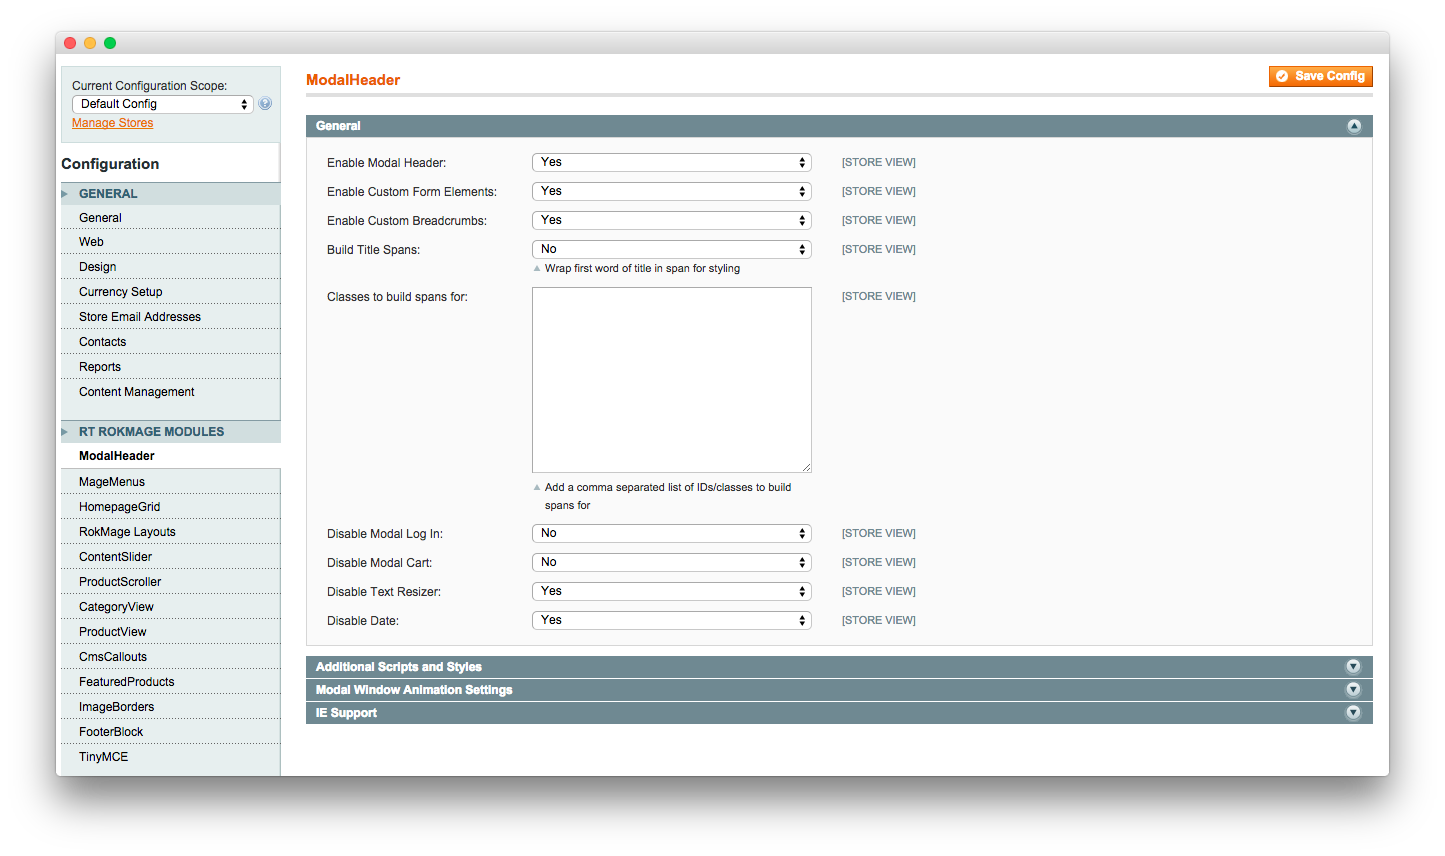 Current Configuration Scope:
Default Config
Manage Stores
Configuration
GENERAL
General
Web
Design
Currency Setup
Store Email Addresses
Contacts
Reports
Content Management
RT ROKMAGE MODULES
ModalHeader
MageMenus
HomepageGrid
RokMage Layouts
ContentSlider
ProductScroller
CategoryView
ProductView
CmsCallouts
FeaturedProducts
ImageBorders
FooterBlock
TinyMCE
ModalHeader
Save Config
General
Enable Modal Header: Yes [STORE VIEW]
Enable Custom Form Elements: Yes [STORE VIEW]
Enable Custom Breadcrumbs: Yes [STORE VIEW]
Build Title Spans: No [STORE VIEW]
Wrap first word of title in span for styling
Classes to build spans for: [STORE VIEW]
Add a comma separated list of IDs/classes to build
spans for
Disable Modal Log In: No [STORE VIEW]
Disable Modal Cart: No [STORE VIEW]
Disable Text Resizer: Yes [STORE VIEW]
Disable Date: Yes [STORE VIEW]
Additional Scripts and Styles
Modal Window Animation Settings
IE Support